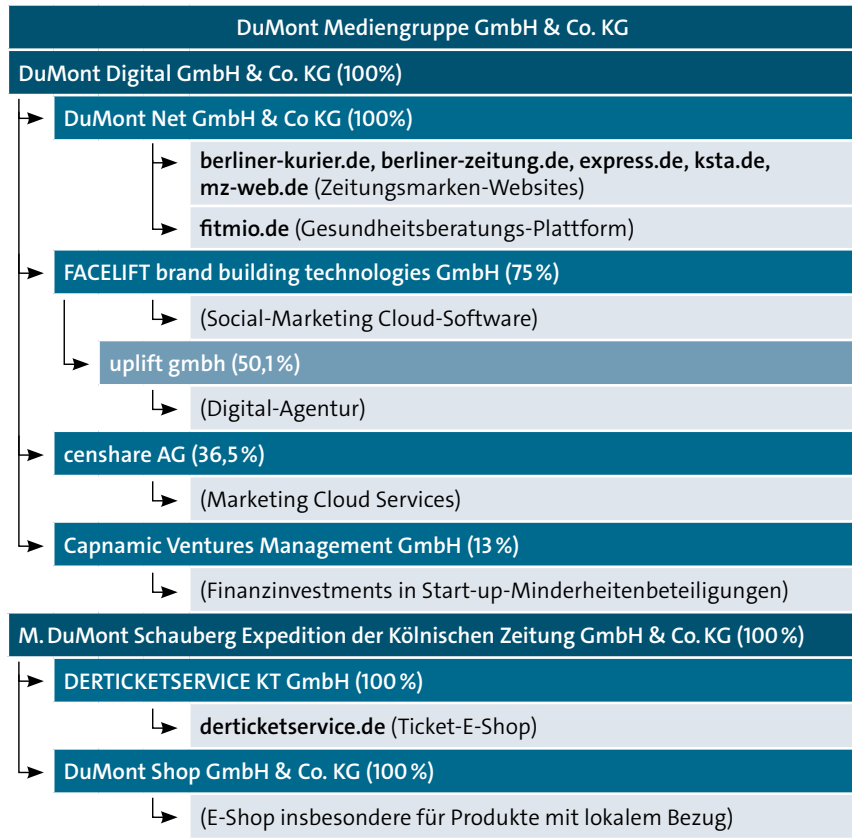 DuMont Mediengruppe GmbH & Co. KG
DuMont Digital GmbH & Co. KG (100%)
DuMont Net GmbH & Co KG (100%)
berliner-kurier.de, berliner-zeitung.de, express.de, ksta.de,
mz-web.de (Zeitungsmarken-Websites)
fitmio.de (Gesundheitsberatungs-Plattform)
FACELIFT brand building technologies GmbH (75%)
(Social-Marketing Cloud-Software)
uplift gmbh (50,1%)
(Digital-Agentur)
censhare AG (36,5%)
(Marketing Cloud Services)
Capnamic Ventures Management GmbH (13%)
(Finanzinvestments in Start-up-Minderheitenbeteiligungen)
M. DuMont Schauberg Expedition der Kölnischen Zeitung GmbH & Co. KG (100%)
DERTICKETSERVICE KT GmbH (100%)
derticketservice.de (Ticket-E-Shop)
DuMont Shop GmbH & Co. KG (100%)
(E-Shop insbesondere für Produkte mit lokalem Bezug)